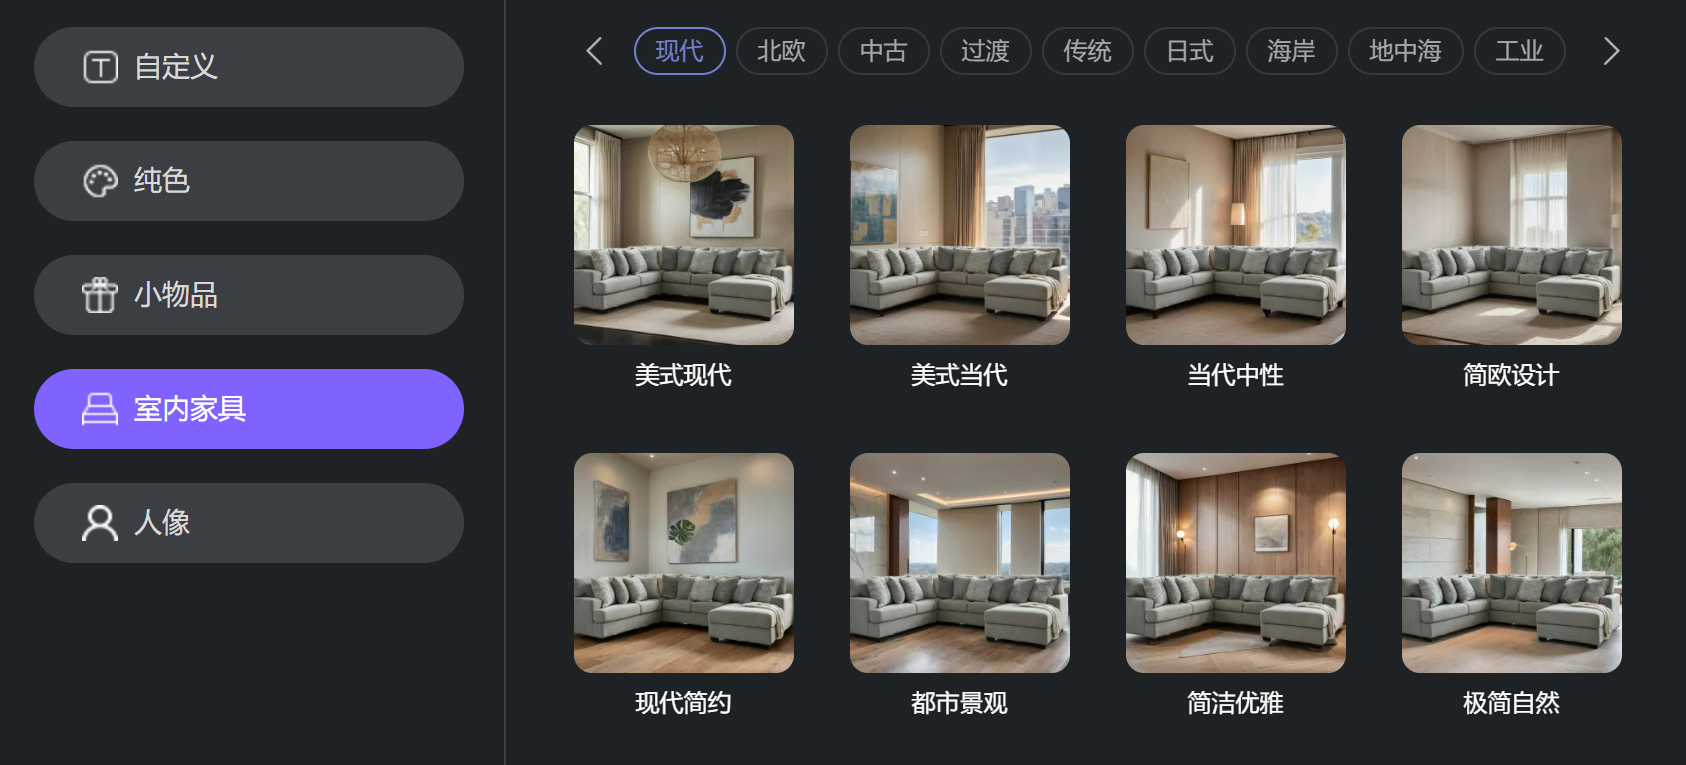 自定义
纯色
小物品
室内家具
人像
现代 北欧 中古 过渡 传统 日式 海岸 地中海 工业
美式现代 美式当代 当代中性 简欧设计
现代简约 都市景观 简洁优雅 极简自然